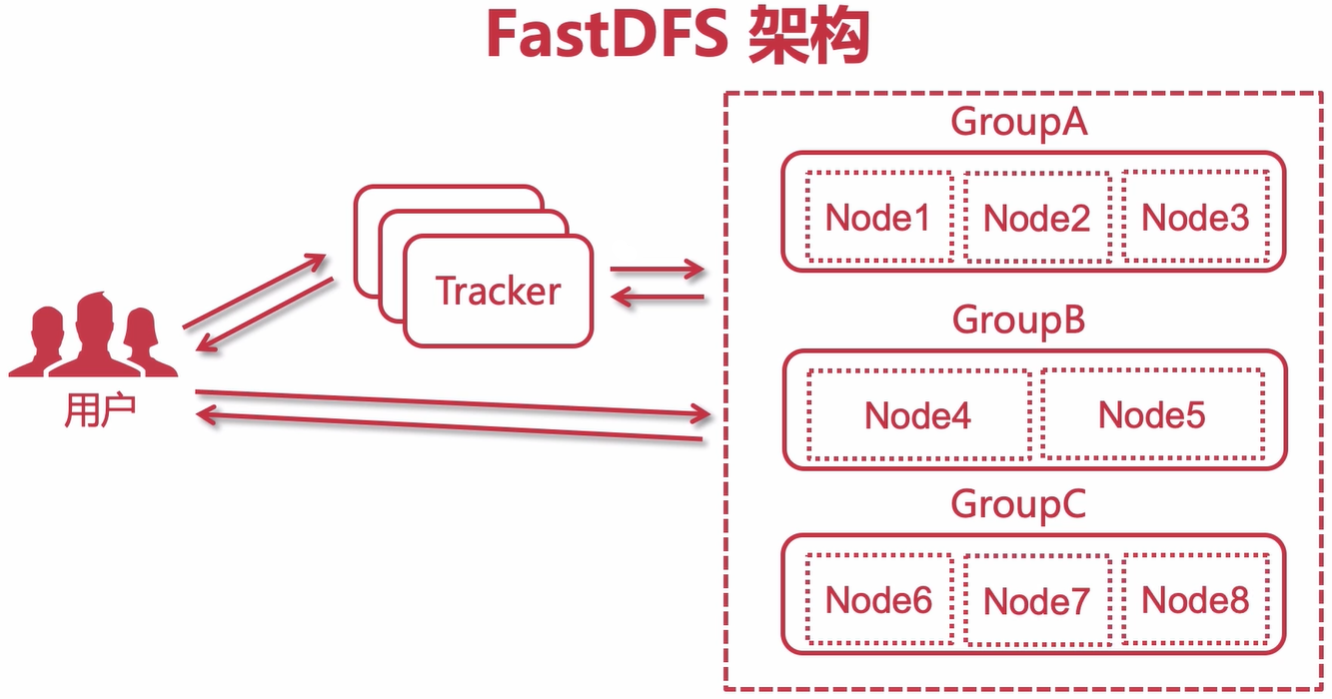 FastDFS 架构
用户
Tracker
GroupA
Node1 Node2 Node3
GroupB
Node4 Node5
GroupC
Node6 Node7 Node8